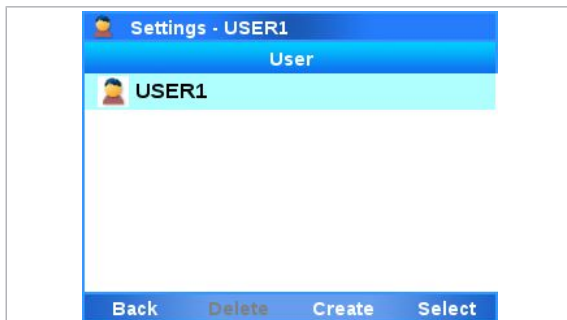 Settings - USER1
User
USER1
Back Delete Create Select